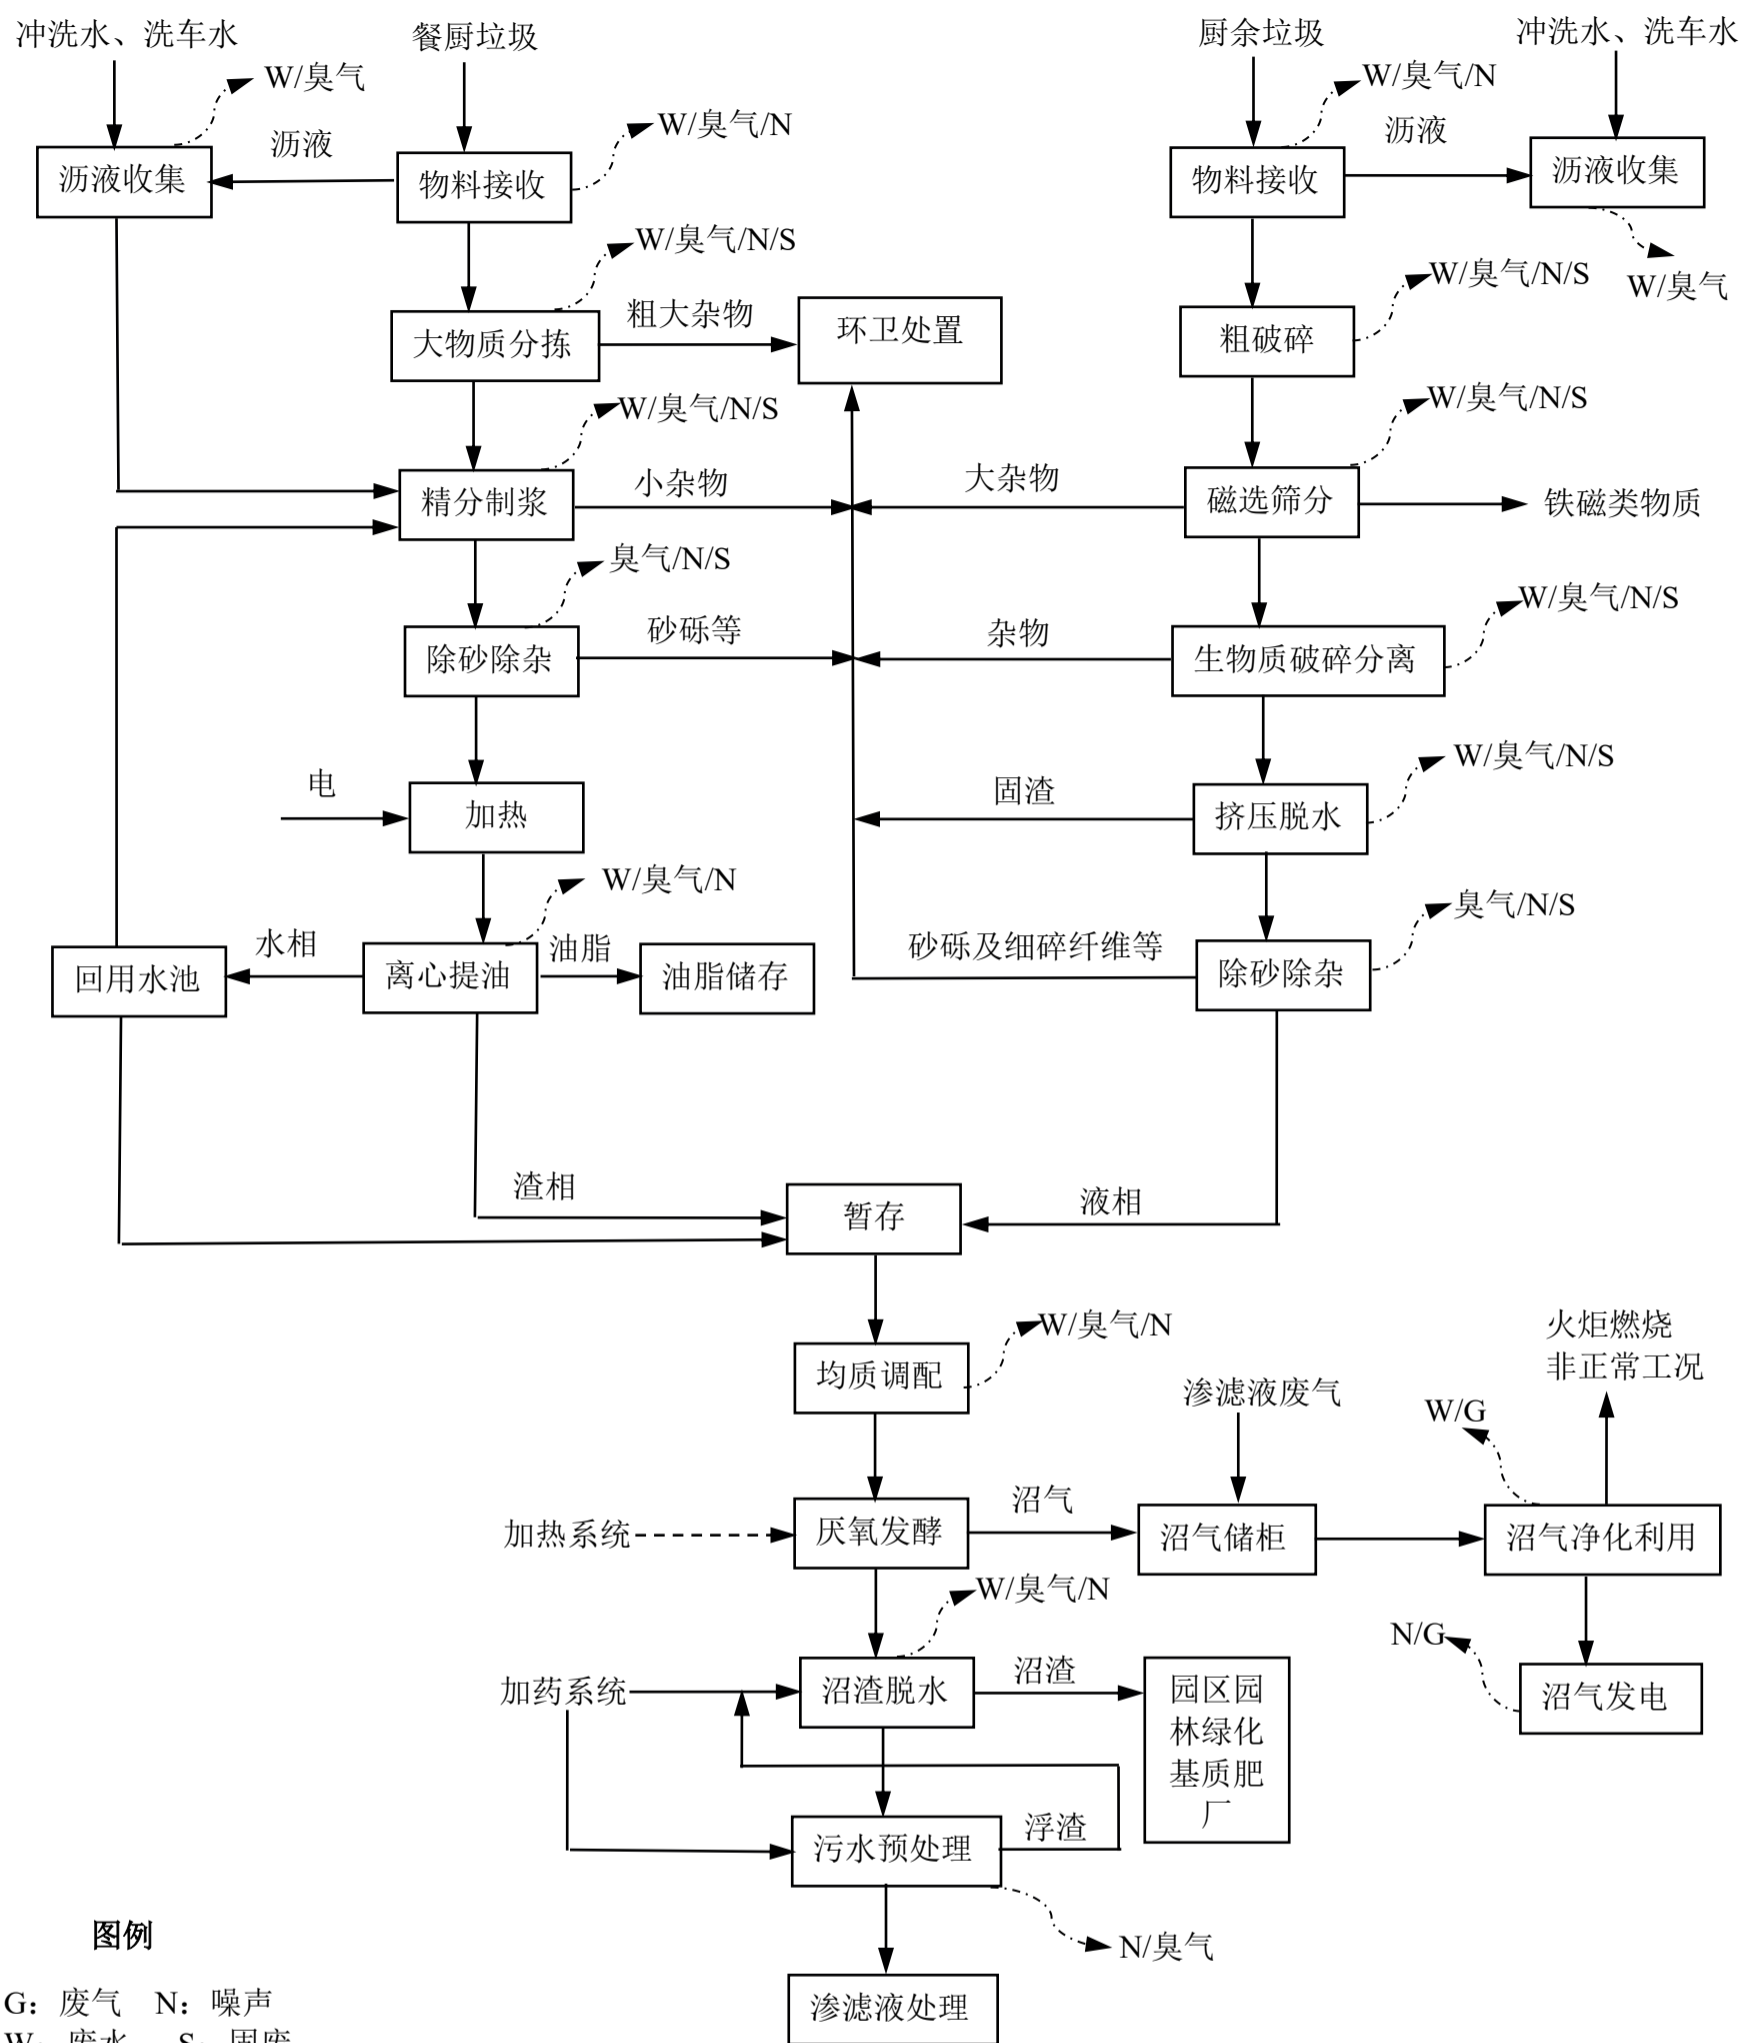 冲洗水、洗车水
餐厨垃圾
厨余垃圾
冲洗水、洗车水
W/臭气
W/臭气/N
W/臭气/N
沥液
沥液
沥液收集
物料接收
物料接收
沥液收集
W/臭气/N/S
W/臭气/N/S
W/臭气
大物质分拣
粗大杂物
环卫处置
粗破碎
W/臭气/N/S
W/臭气/N/S
精分制浆
小杂物
大杂物
磁选筛分
铁磁类物质
臭气/N/S
W/臭气/N/S
除砂除杂
砂砾等
杂物
生物质破碎分离
W/臭气/N/S
电
加热
固渣
挤压脱水
W/臭气/N
臭气/N/S
回用水池
水相
离心提油
油脂
油脂储存
砂砾及细碎纤维等
除砂除杂
渣相
暂存
液相
W/臭气/N
火炬燃烧
非正常工况
均质调配
渗滤液废气
W/G
加热系统
厌氧发酵
沼气
沼气储柜
沼气净化利用
W/臭气/N
N/G
加药系统
沼渣脱水
沼渣
园区园
林绿化
基质肥
厂
沼气发电
污水预处理
浮渣
N/臭气
渗滤液处理
图例
G：废气 N：噪声
W：废水 S：固废